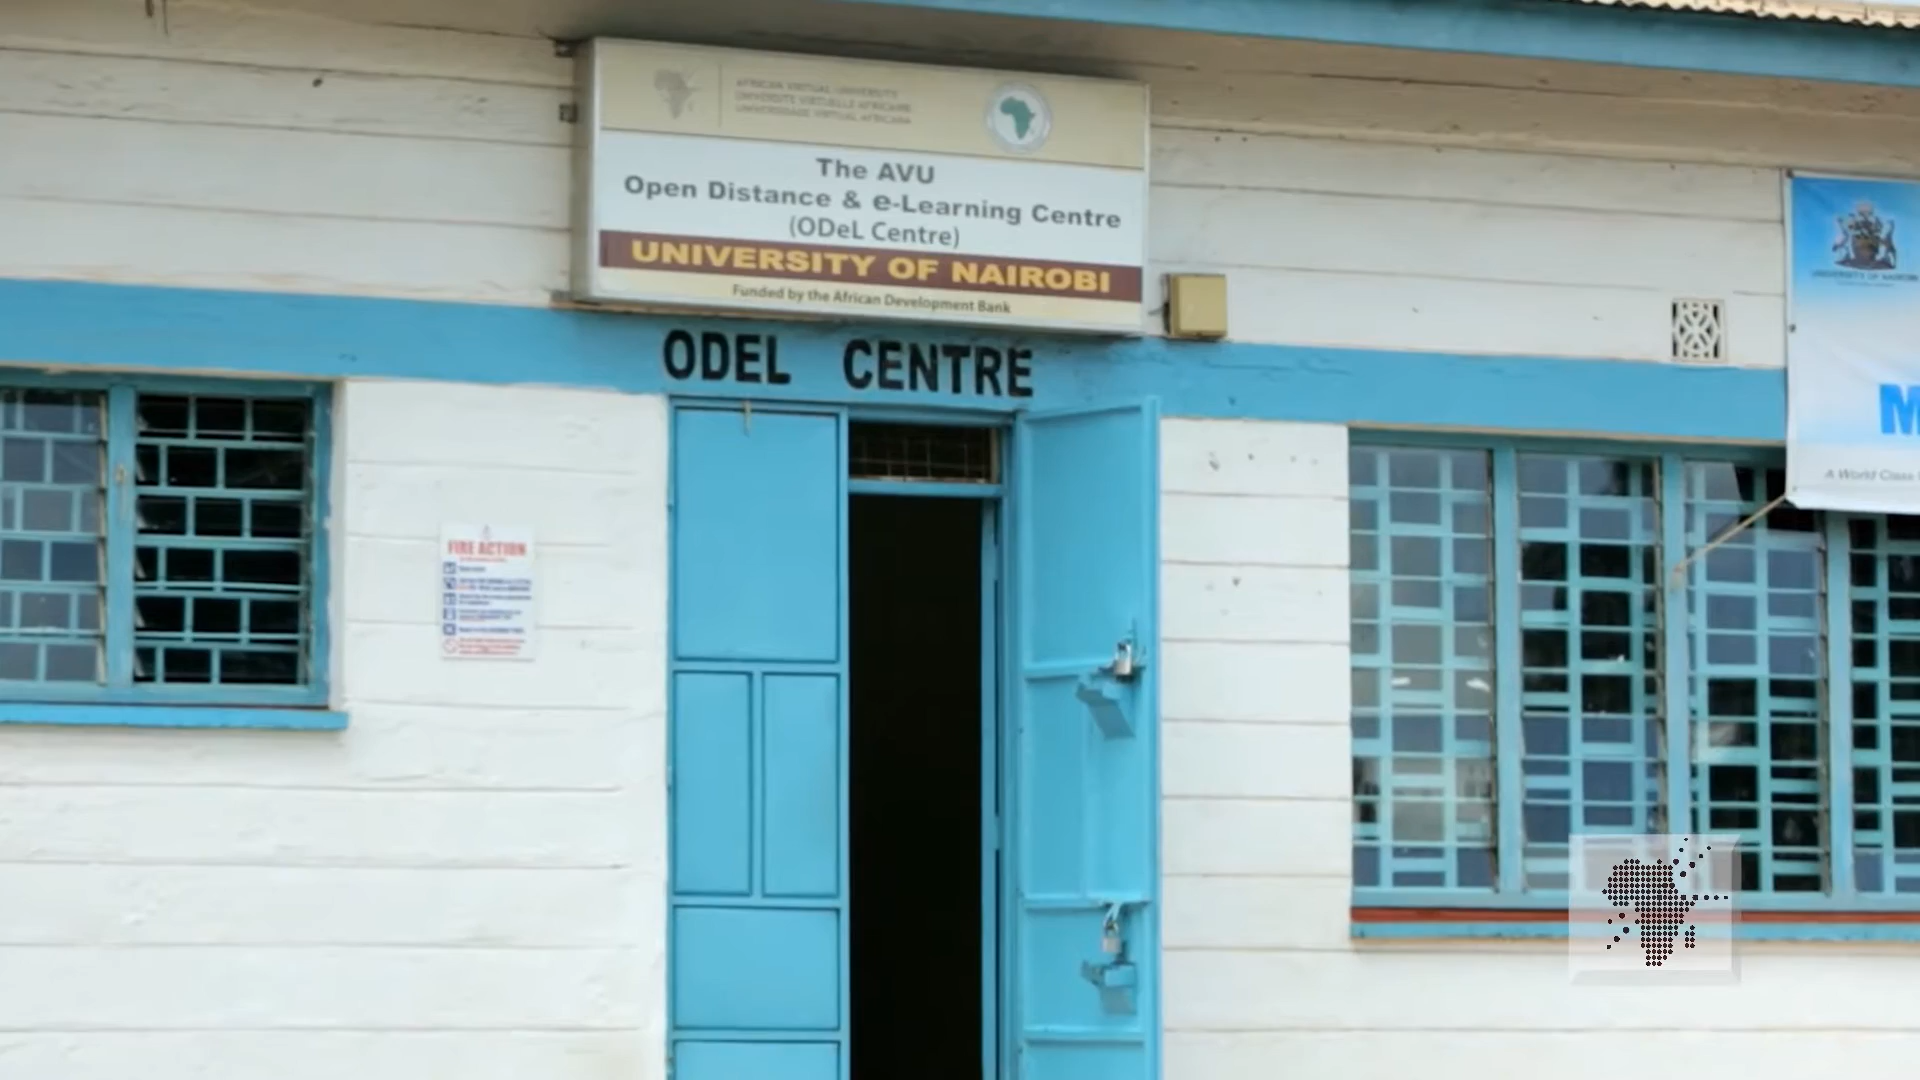 AFRICAN VIRTUAL UNIVERSITY
UNIVERSITE VIRTUELLE AFRICAINE
UNIVERSIDADE VIRTUAL AFRICANA
The AVU
Open Distance & e-Learning Centre
(ODeL Centre)
UNIVERSITY OF NAIROBI
Funded by the African Development Bank
ODEL CENTRE
FIRE ACTION
UNIVERSITY OF NAIROBI
M
A World Class